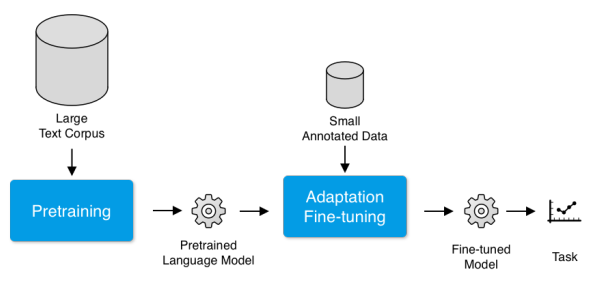 Large
Text Corpus
Small
Annotated Data
Pretraining
Adaptation
Fine-tuning
Pretrained
Language Model
Fine-tuned
Model
Task